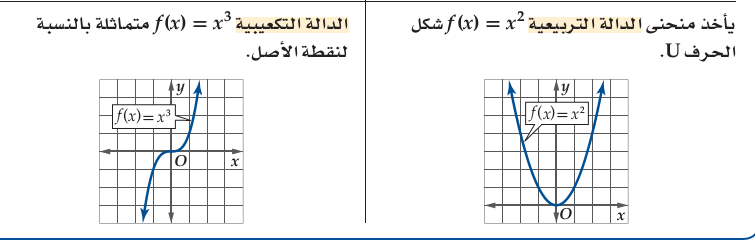 يأخذ منحنى الدالة التربيعية f(x) = x² شكل
الحرف U.
y
f(x) = x²
O
x
الدالة التكعيبية f(x) = x³ متماثلة بالنسبة
لنقطة الأصل.
y
f(x) = x³
O
x